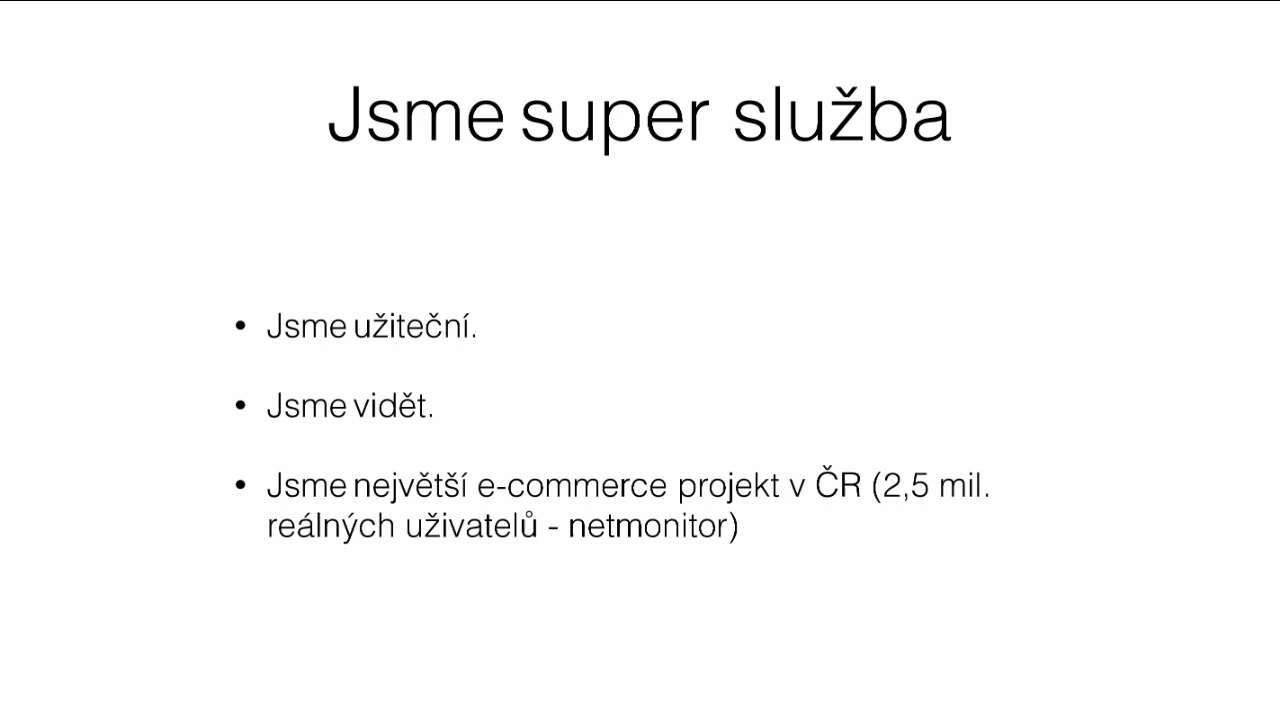 Jsme super služba
• Jsme užiteční.
• Jsme vidět.
• Jsme největší e-commerce projekt v ČR (2,5 mil.
reálných uživatelů - netmonitor)